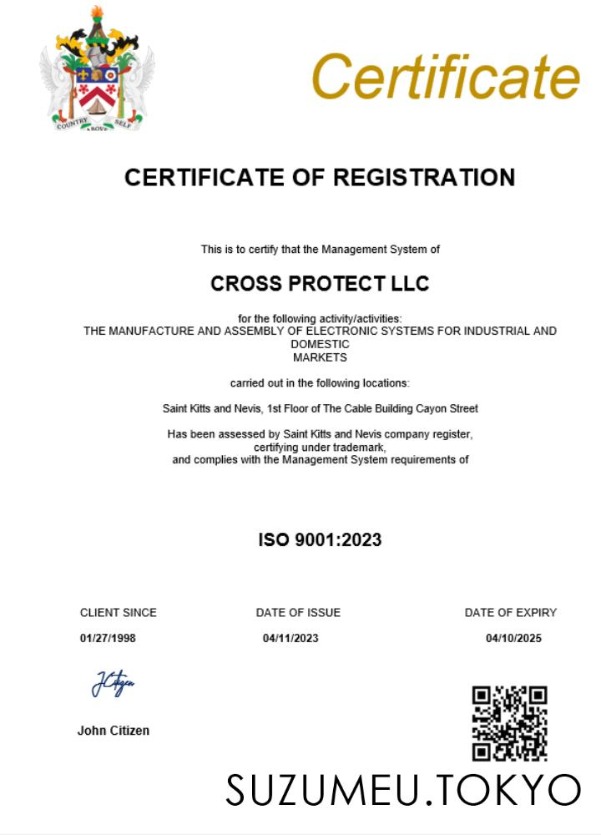 COUNTRY ABOVE SELF
Certificate
CERTIFICATE OF REGISTRATION
This is to certify that the Management System of
CROSS PROTECT LLC
for the following activity/activities:
THE MANUFACTURE AND ASSEMBLY OF ELECTRONIC SYSTEMS FOR INDUSTRIAL AND
DOMESTIC
MARKETS
carried out in the following locations:
Saint Kitts and Nevis, 1st Floor of The Cable Building Cayon Street
Has been assessed by Saint Kitts and Nevis company register,
certifying under trademark,
and complies with the Management System requirements of
ISO 9001:2023
CLIENT SINCE DATE OF ISSUE DATE OF EXPIRY
01/27/1998 04/11/2023 04/10/2025
JCitizen
John Citizen
SUZUMEU.TOKYO